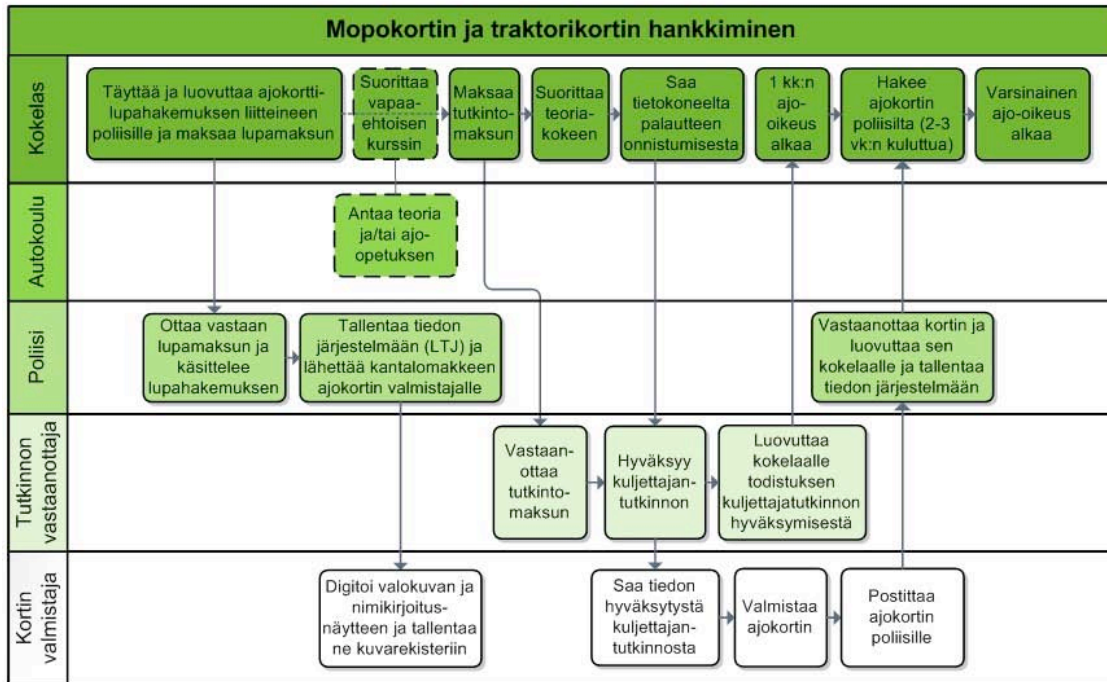 Mopokortin ja traktorikortin hankkiminen
Kokelas
Täyttää ja luovuttaa ajokortti-
lupahakemuksen liitteineen
poliisille ja maksaa lupamaksun
Suorittaa
vapaa-
ehtoisen
kurssin
Maksaa
tutkinto-
maksun
Suorittaa
teoria-
kokeen
Saa
tietokoneelta
palautteen
onnistumisesta
1 kk:n
ajo-
oikeus
alkaa
Hakee
ajokortin
poliisilta (2-3
vk:n kuluttua)
Varsinainen
ajo-oikeus
alkaa
Autokoulu
Antaa teoria
ja/tai ajo-
opetuksen
Poliisi
Ottaa vastaan
lupamaksun ja
käsittelee
lupahakemuksen
Tallentaa tiedon
järjestelmään (LTJ) ja
lähettää kantalomakkeen
ajokortin valmistajalle
Vastaanottaa kortin ja
luovuttaa sen
kokelaalle ja tallentaa
tiedon järjestelmään
Tutkinnon
vastaanottaja
Vastaan-
ottaa
tutkinto-
maksun
Hyväksyy
kuljettajan-
tutkinnon
Luovuttaa
kokelaalle
todistuksen
kuljettajatutkinnon
hyväksymisestä
Kortin
valmistaja
Digitoi valokuvan ja
nimikirjoitus-
näytteen ja tallentaa
ne kuvarekisteriin
Saa tiedon
hyväksytystä
kuljettajan-
tutkinnosta
Valmistaa
ajokortin
Postittaa
ajokortin
poliisille